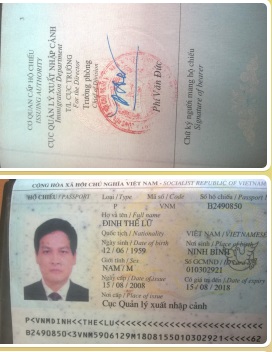 5
CƠ QUAN CẤP HỘ CHIẾU
ISSUING AUTHORITY
CỤC QUẢN LÝ XUẤT NHẬP CẢNH
Immigration Department
T/L CỤC TRƯỞNG
For the Director
Trưởng phòng
Phí Văn Đức
Chữ ký người mang hộ chiếu
Signature of bearer
CỘNG HÒA XÃ HỘI CHỦ NGHĨA VIỆT NAM - SOCIALIST REPUBLIC OF VIETNAM
HỘ CHIẾU/PASSPORT
Loại / Type
Mã số / Code
Số hộ chiếu / Passport
P
VNM
B2490850
Họ và tên / Full name
ĐINH THẾ LỮ
Quốc tịch / Nationality
VIỆT NAM / VIETNAMESE
Ngày sinh / Date of birth
Nơi sinh / Place of birth
12 / 06 / 1959
NINH BÌNH
Giới tính / Sex
Số GCMND /
NAM / M
010302921
Ngày cấp / Date of issue
Có giá trị đến / Date of expiry
15 / 08 / 2008
15 / 08 / 2018
Nơi cấp / Place of issue
Cục Quản lý xuất nhập cảnh
P<VNMDINH<<THE<LU<<<<<<<<<<<<<<<<<<<<<<<<<<<
B2490850<3VNM5906129M1808155010302921<<<<<62